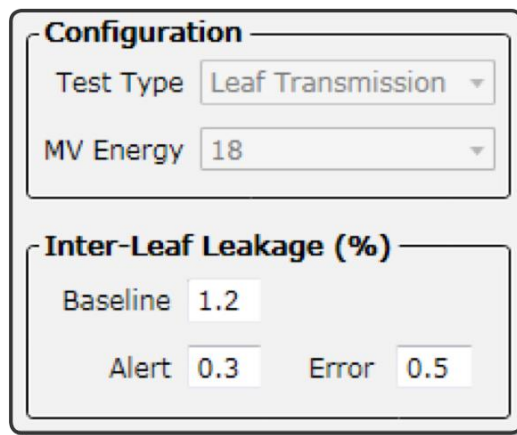 Configuration
Test Type Leaf Transmission
MV Energy 18
Inter-Leaf Leakage (%)
Baseline 1.2
Alert 0.3 Error 0.5